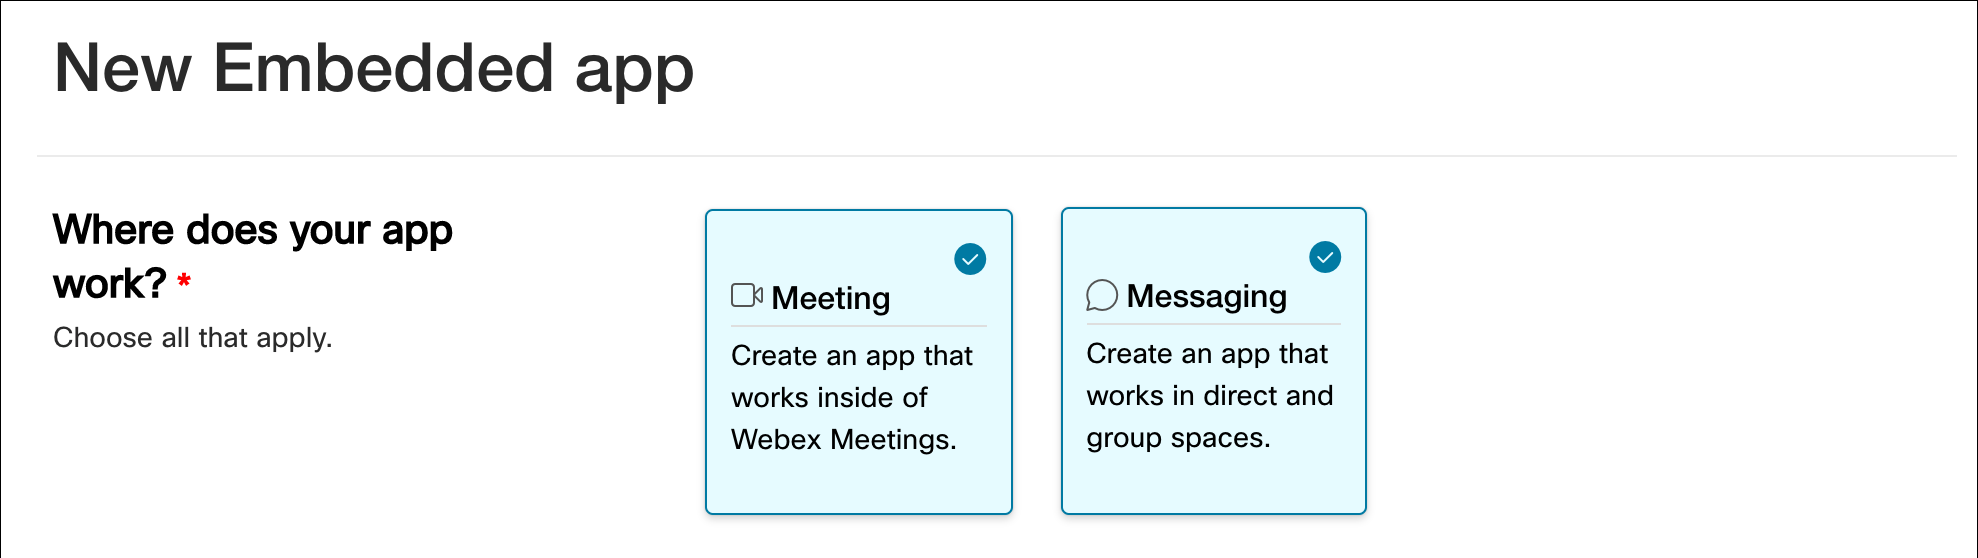 New Embedded app
Where does your app
work? *
Choose all that apply.
Meeting
Create an app that
works inside of
Webex Meetings.
Messaging
Create an app that
works in direct and
group spaces.